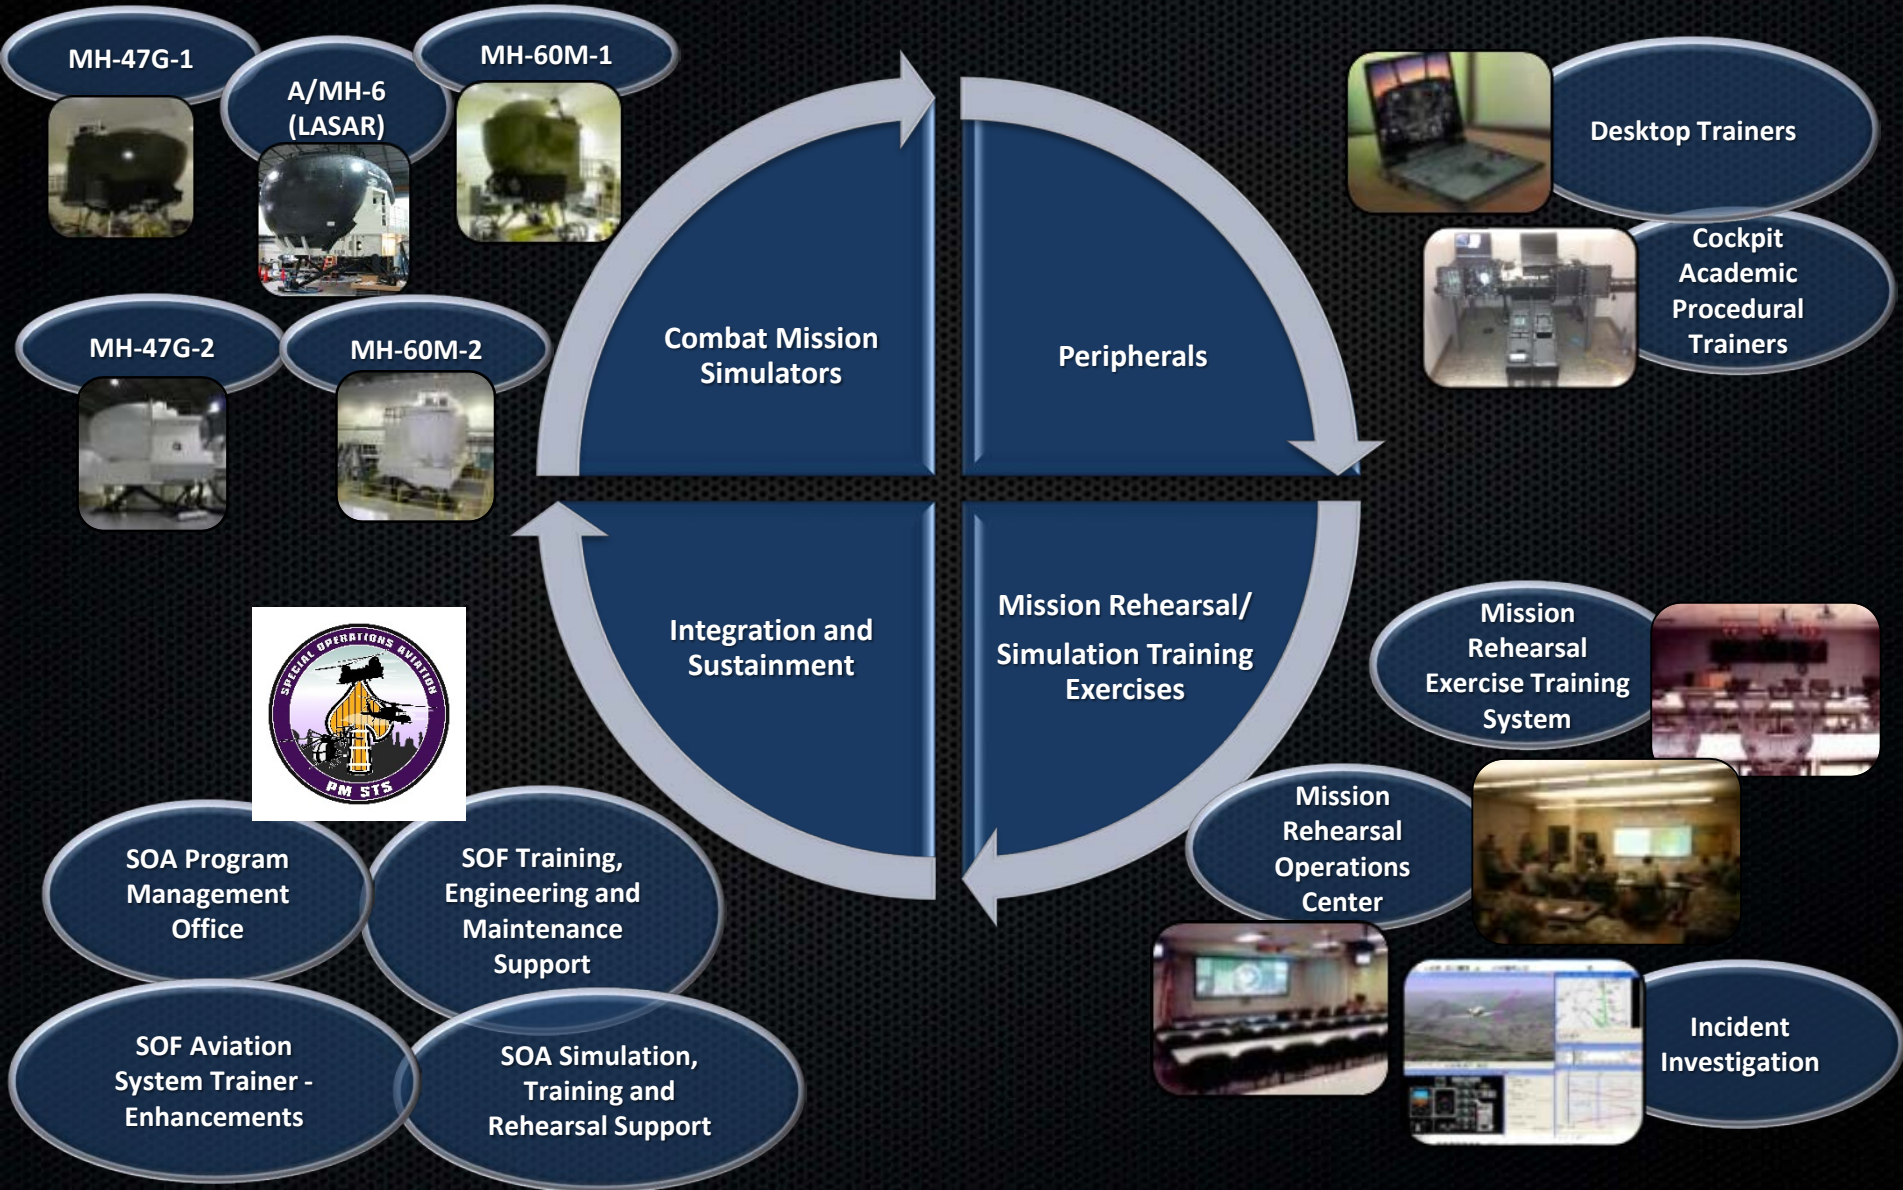 MH-47G-1
A/MH-6
(LASAR)
MH-60M-1
MH-47G-2
MH-60M-2
Combat Mission
Simulators
Peripherals
Desktop Trainers
Cockpit
Academic
Procedural
Trainers
Integration and
Sustainment
Mission Rehearsal/
Simulation Training
Exercises
Mission
Rehearsal
Exercise Training
System
Mission
Rehearsal
Operations
Center
Incident
Investigation
SPECIAL OPERATIONS AVIATION
PM STS
SOA Program
Management
Office
SOF Training,
Engineering and
Maintenance
Support
SOF Aviation
System Trainer -
Enhancements
SOA Simulation,
Training and
Rehearsal Support